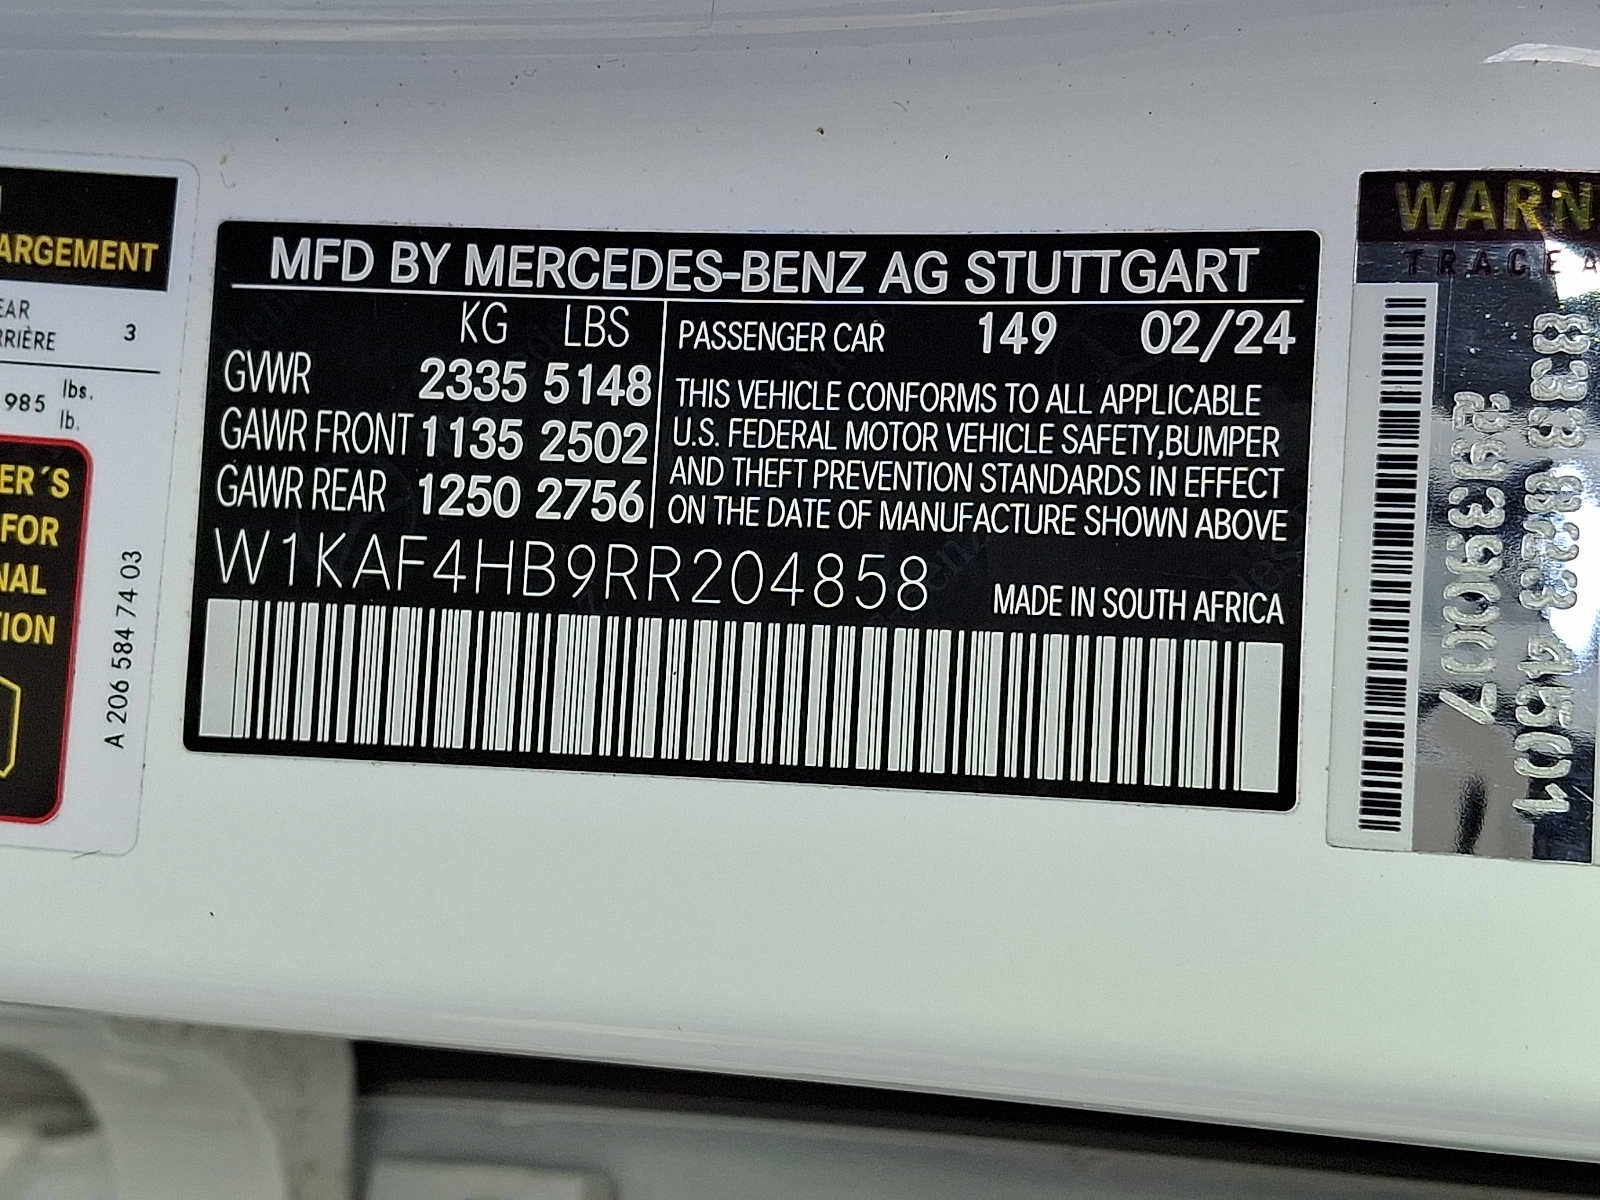 ARGEMENT
EAR
RRIÈRE 3
985 lbs.
lb.
ER´S
FOR
NAL
TION
A 206 584 74 03
MFD BY MERCEDES-BENZ AG STUTTGART
KG LBS
GVWR 2335 5148
GAWR FRONT 1135 2502
GAWR REAR 1250 2756
PASSENGER CAR 149 02/24
THIS VEHICLE CONFORMS TO ALL APPLICABLE
U.S. FEDERAL MOTOR VEHICLE SAFETY,BUMPER
AND THEFT PREVENTION STANDARDS IN EFFECT
ON THE DATE OF MANUFACTURE SHOWN ABOVE
W1KAF4HB9RR204858
MADE IN SOUTH AFRICA
WARN
TRACEA